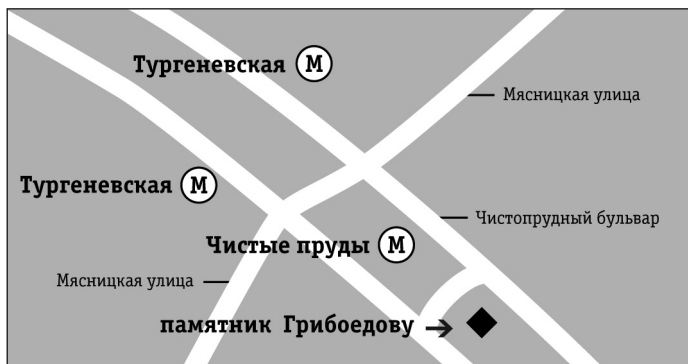 Тургеневская М
Мясницкая улица
Тургеневская М
Чистопрудный бульвар
Чистые пруды М
Мясницкая улица
памятник Грибоедову